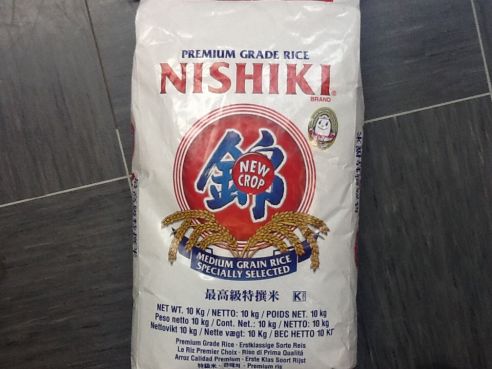 PREMIUM GRADE RICE
NISHIKI®
BRAND
錦
NEW
CROP
MEDIUM GRAIN RICE
SPECIALLY SELECTED
最高級特撰米
K
NET WT. 10 Kg / NETTO: 10 kg / POIDS NET: 10 kg
Peso netto 10 kg / Cont. Net.: 10 kg / NETTO: 10 kg
Nettovikt 10 kg / Nette vægt: 10 kg / BEC HETTO 10 КГ
Premium Grade Rice - Erstklassige Sorte Reis
Le Riz Premier Choix - Riso di Prima Qualità
Arroz Calidad Premium - Eerste Klas Soort Rijst